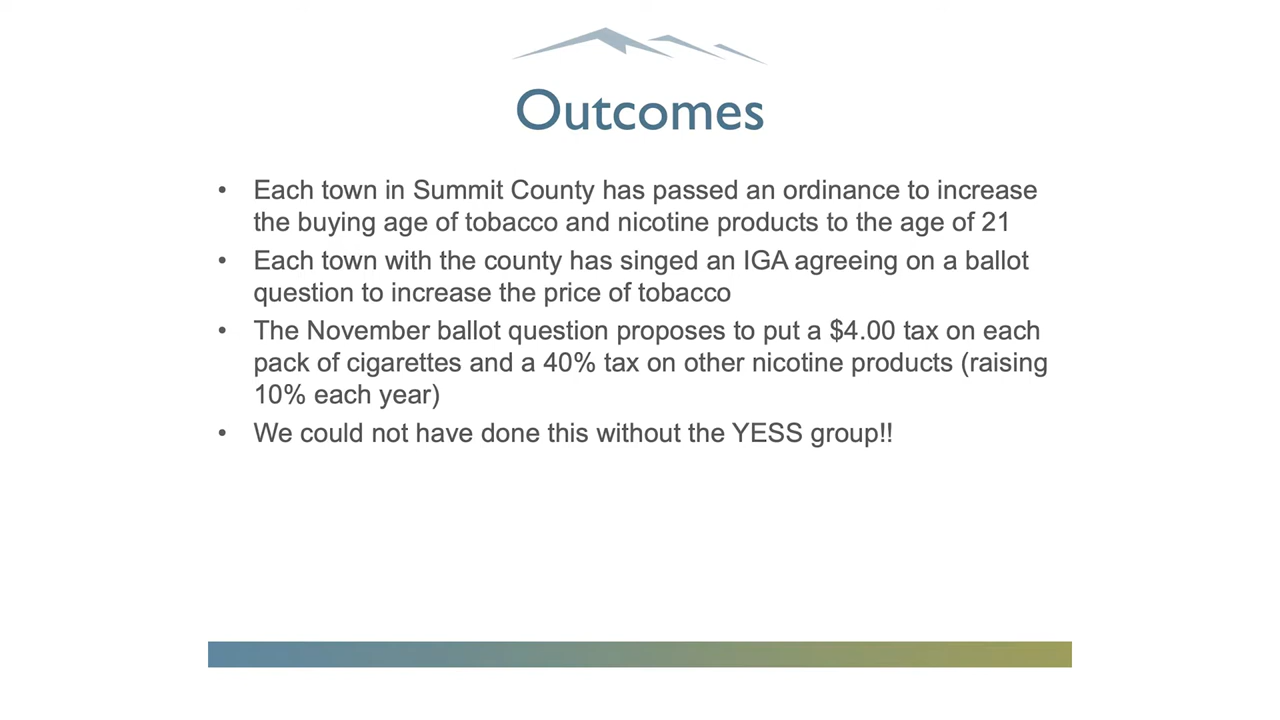 Outcomes
• Each town in Summit County has passed an ordinance to increase
the buying age of tobacco and nicotine products to the age of 21
• Each town with the county has singed an IGA agreeing on a ballot
question to increase the price of tobacco
• The November ballot question proposes to put a $4.00 tax on each
pack of cigarettes and a 40% tax on other nicotine products (raising
10% each year)
• We could not have done this without the YESS group!!